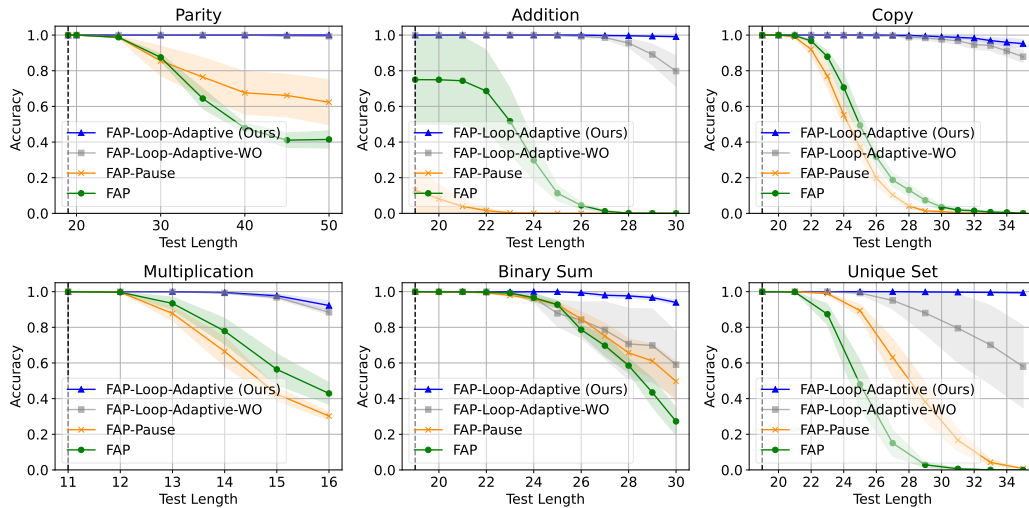 Parity
Accuracy
1.0
0.8
0.6
0.4
0.2
0.0
FAP-Loop-Adaptive (Ours)
FAP-Loop-Adaptive-WO
FAP-Pause
FAP
20 30 40 50
Test Length
Addition
Accuracy
1.0
0.8
0.6
0.4
0.2
0.0
FAP-Loop-Adaptive (Ours)
FAP-Loop-Adaptive-WO
FAP-Pause
FAP
20 22 24 26 28 30
Test Length
Copy
Accuracy
1.0
0.8
0.6
0.4
0.2
0.0
FAP-Loop-Adaptive (Ours)
FAP-Loop-Adaptive-WO
FAP-Pause
FAP
20 22 24 26 28 30 32 34
Test Length
Multiplication
Accuracy
1.0
0.8
0.6
0.4
0.2
0.0
FAP-Loop-Adaptive (Ours)
FAP-Loop-Adaptive-WO
FAP-Pause
FAP
11 12 13 14 15 16
Test Length
Binary Sum
Accuracy
1.0
0.8
0.6
0.4
0.2
0.0
FAP-Loop-Adaptive (Ours)
FAP-Loop-Adaptive-WO
FAP-Pause
FAP
20 22 24 26 28 30
Test Length
Unique Set
Accuracy
1.0
0.8
0.6
0.4
0.2
0.0
FAP-Loop-Adaptive (Ours)
FAP-Loop-Adaptive-WO
FAP-Pause
FAP
20 22 24 26 28 30 32 34
Test Length